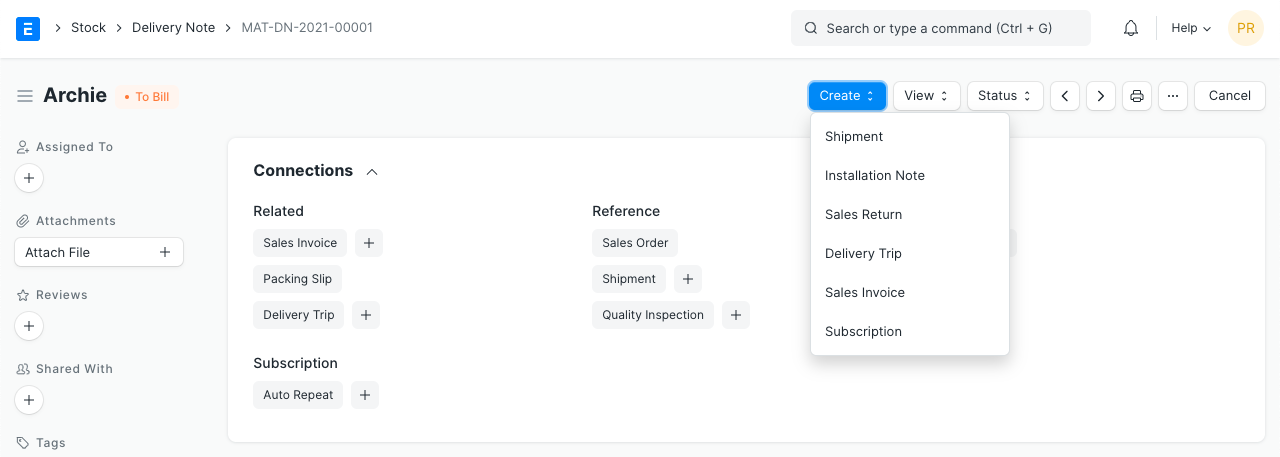 E Stock Delivery Note MAT-DN-2021-00001 Search or type a command (Ctrl + G) Help PR
Archie • To Bill Create View Status ... Cancel
Assigned To
Attachments
Attach File
Reviews
Shared With
Tags
Connections
Related
Sales Invoice
Packing Slip
Delivery Trip
Subscription
Auto Repeat
Reference
Sales Order
Shipment
Quality Inspection
Shipment
Installation Note
Sales Return
Delivery Trip
Sales Invoice
Subscription